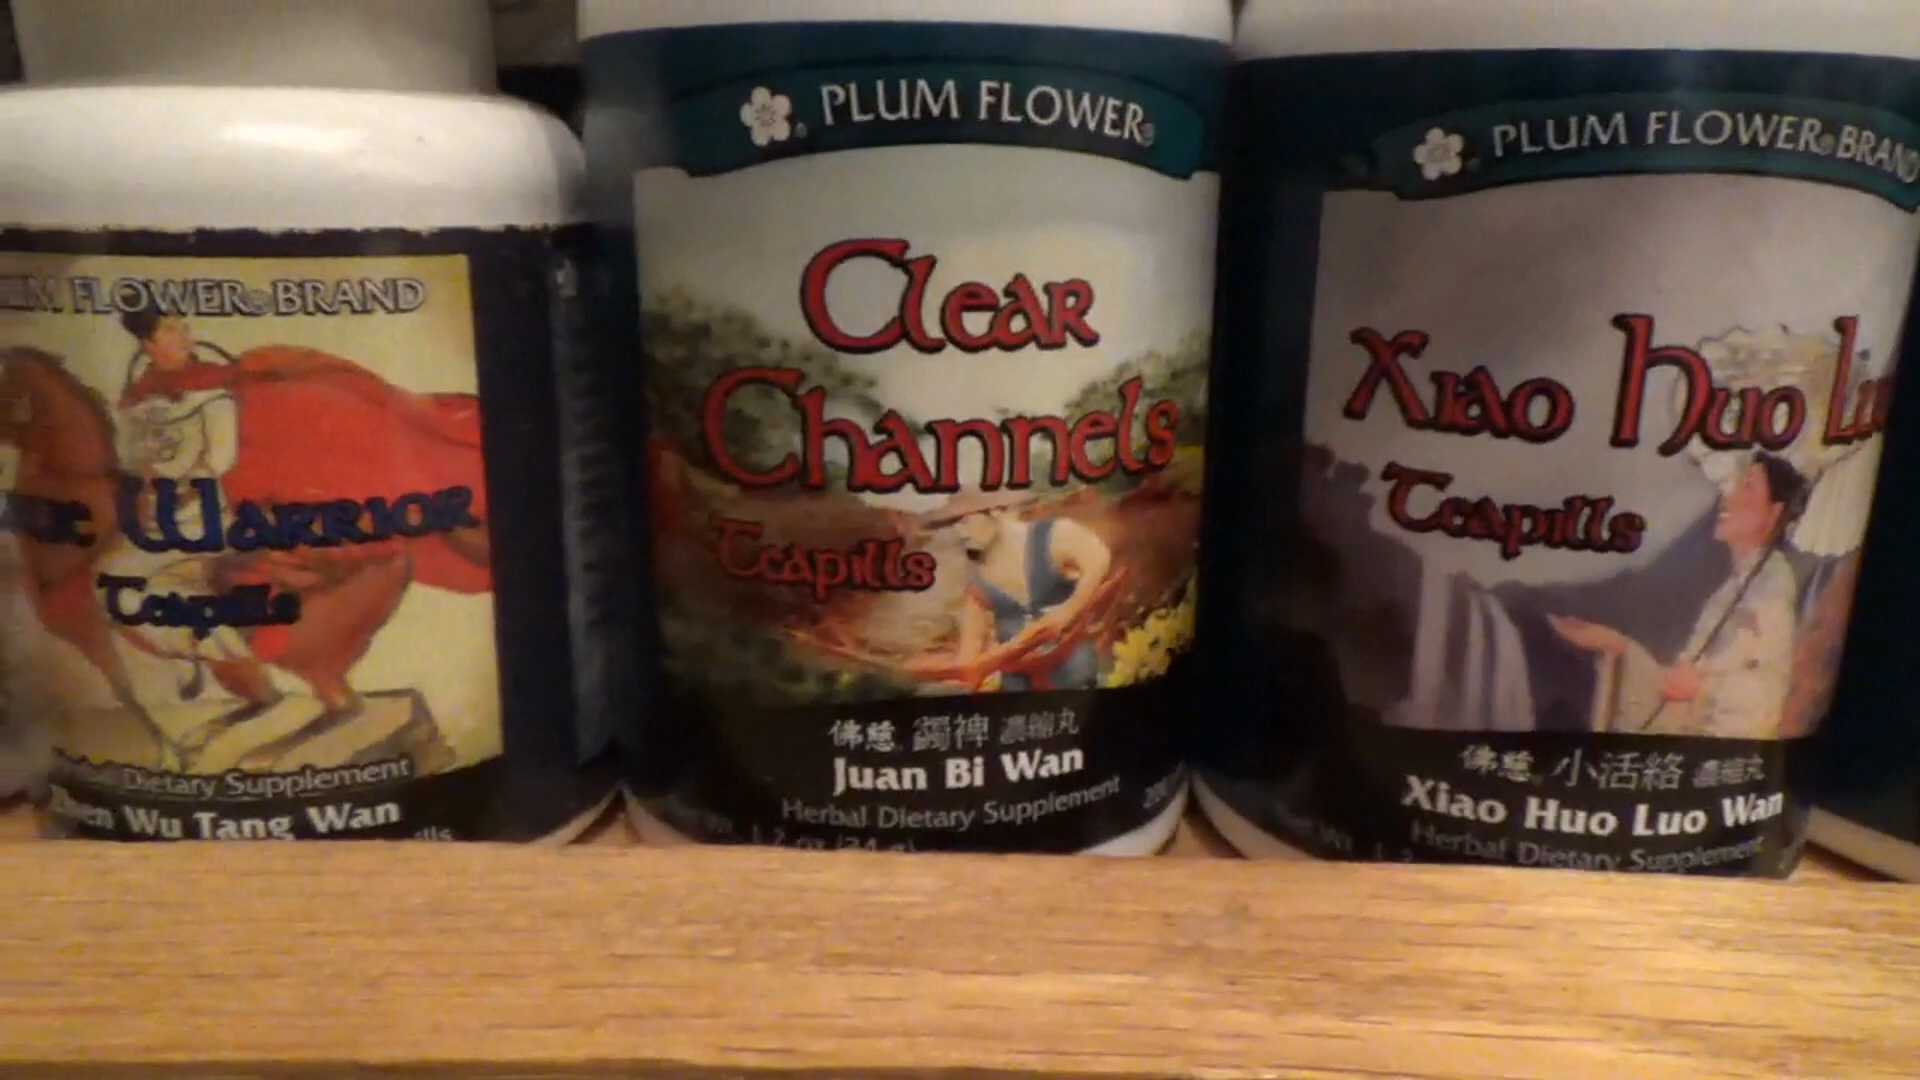 FLOWER® BRAND
WARRIOR
Teapills
Dietary Supplement
Wu Tang Wan
PLUM FLOWER®
Clear
Channels
Teapills
佛慈 蠲痺 濃縮丸
Juan Bi Wan
Herbal Dietary Supplement
PLUM FLOWER® BRAND
Xiao Huo
Teapills
佛慈 小活絡 濃縮丸
Xiao Huo Luo Wan
Herbal Dietary Supplement